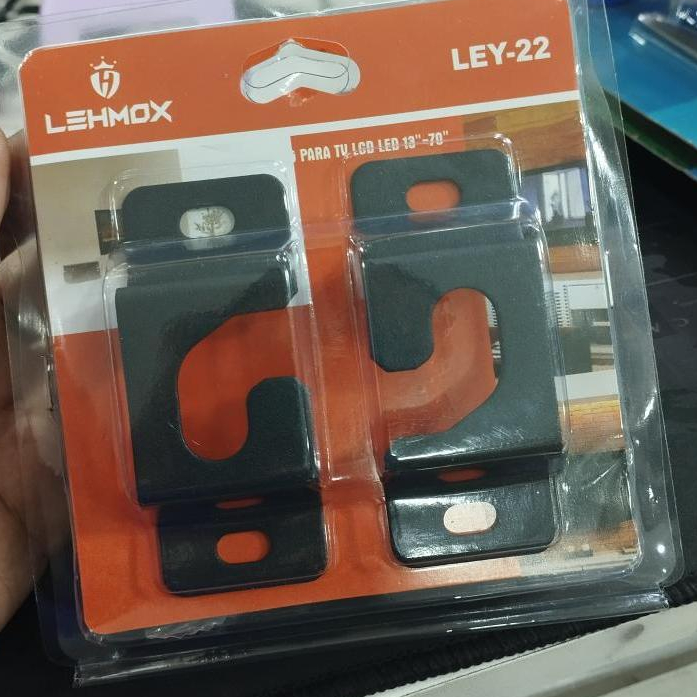 LEHMOX
LEY-22
PARA TV LCD LED 13"-70"